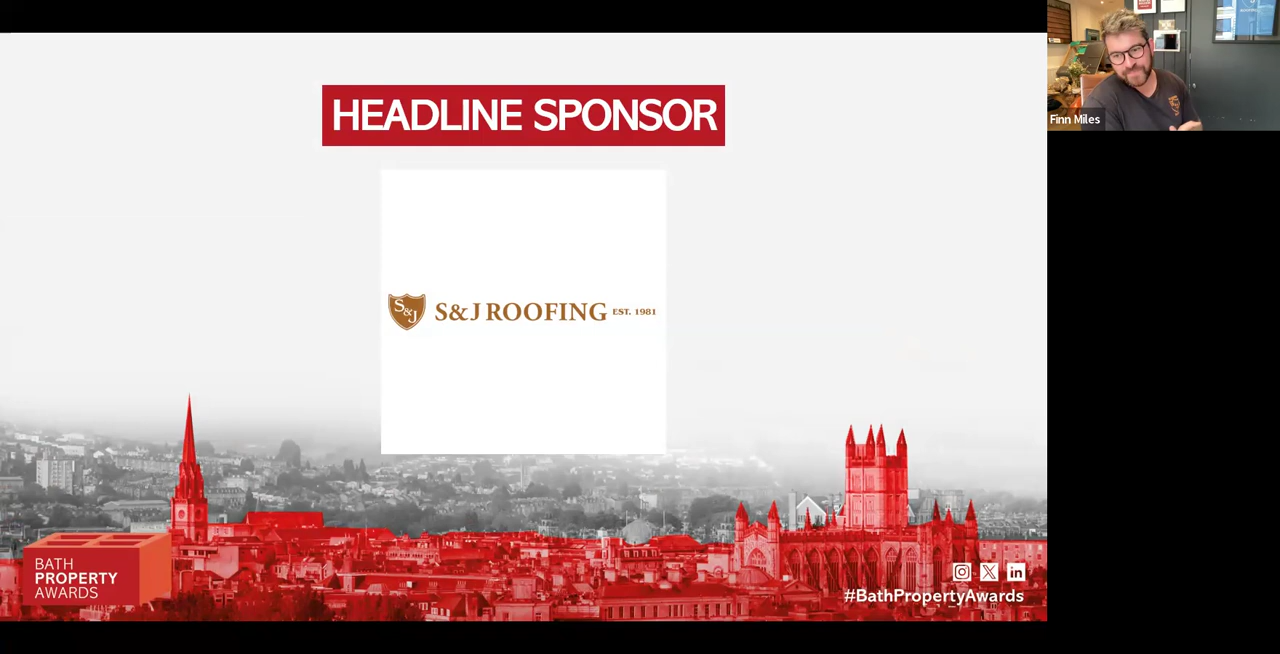 HEADLINE SPONSOR
S&J
S&J ROOFING EST. 1981
BATH
PROPERTY
AWARDS
#BathPropertyAwards
Finn Miles